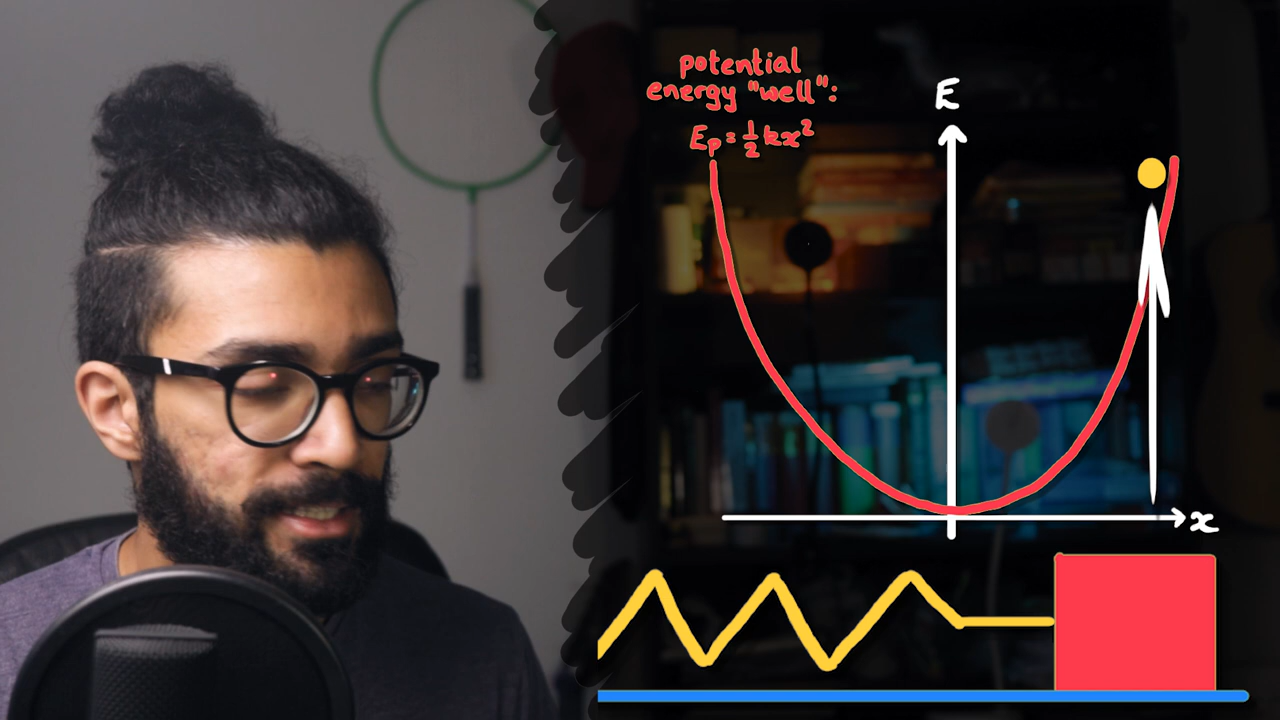 potential
energy "well":
Eₚ = ½kx²
E
x